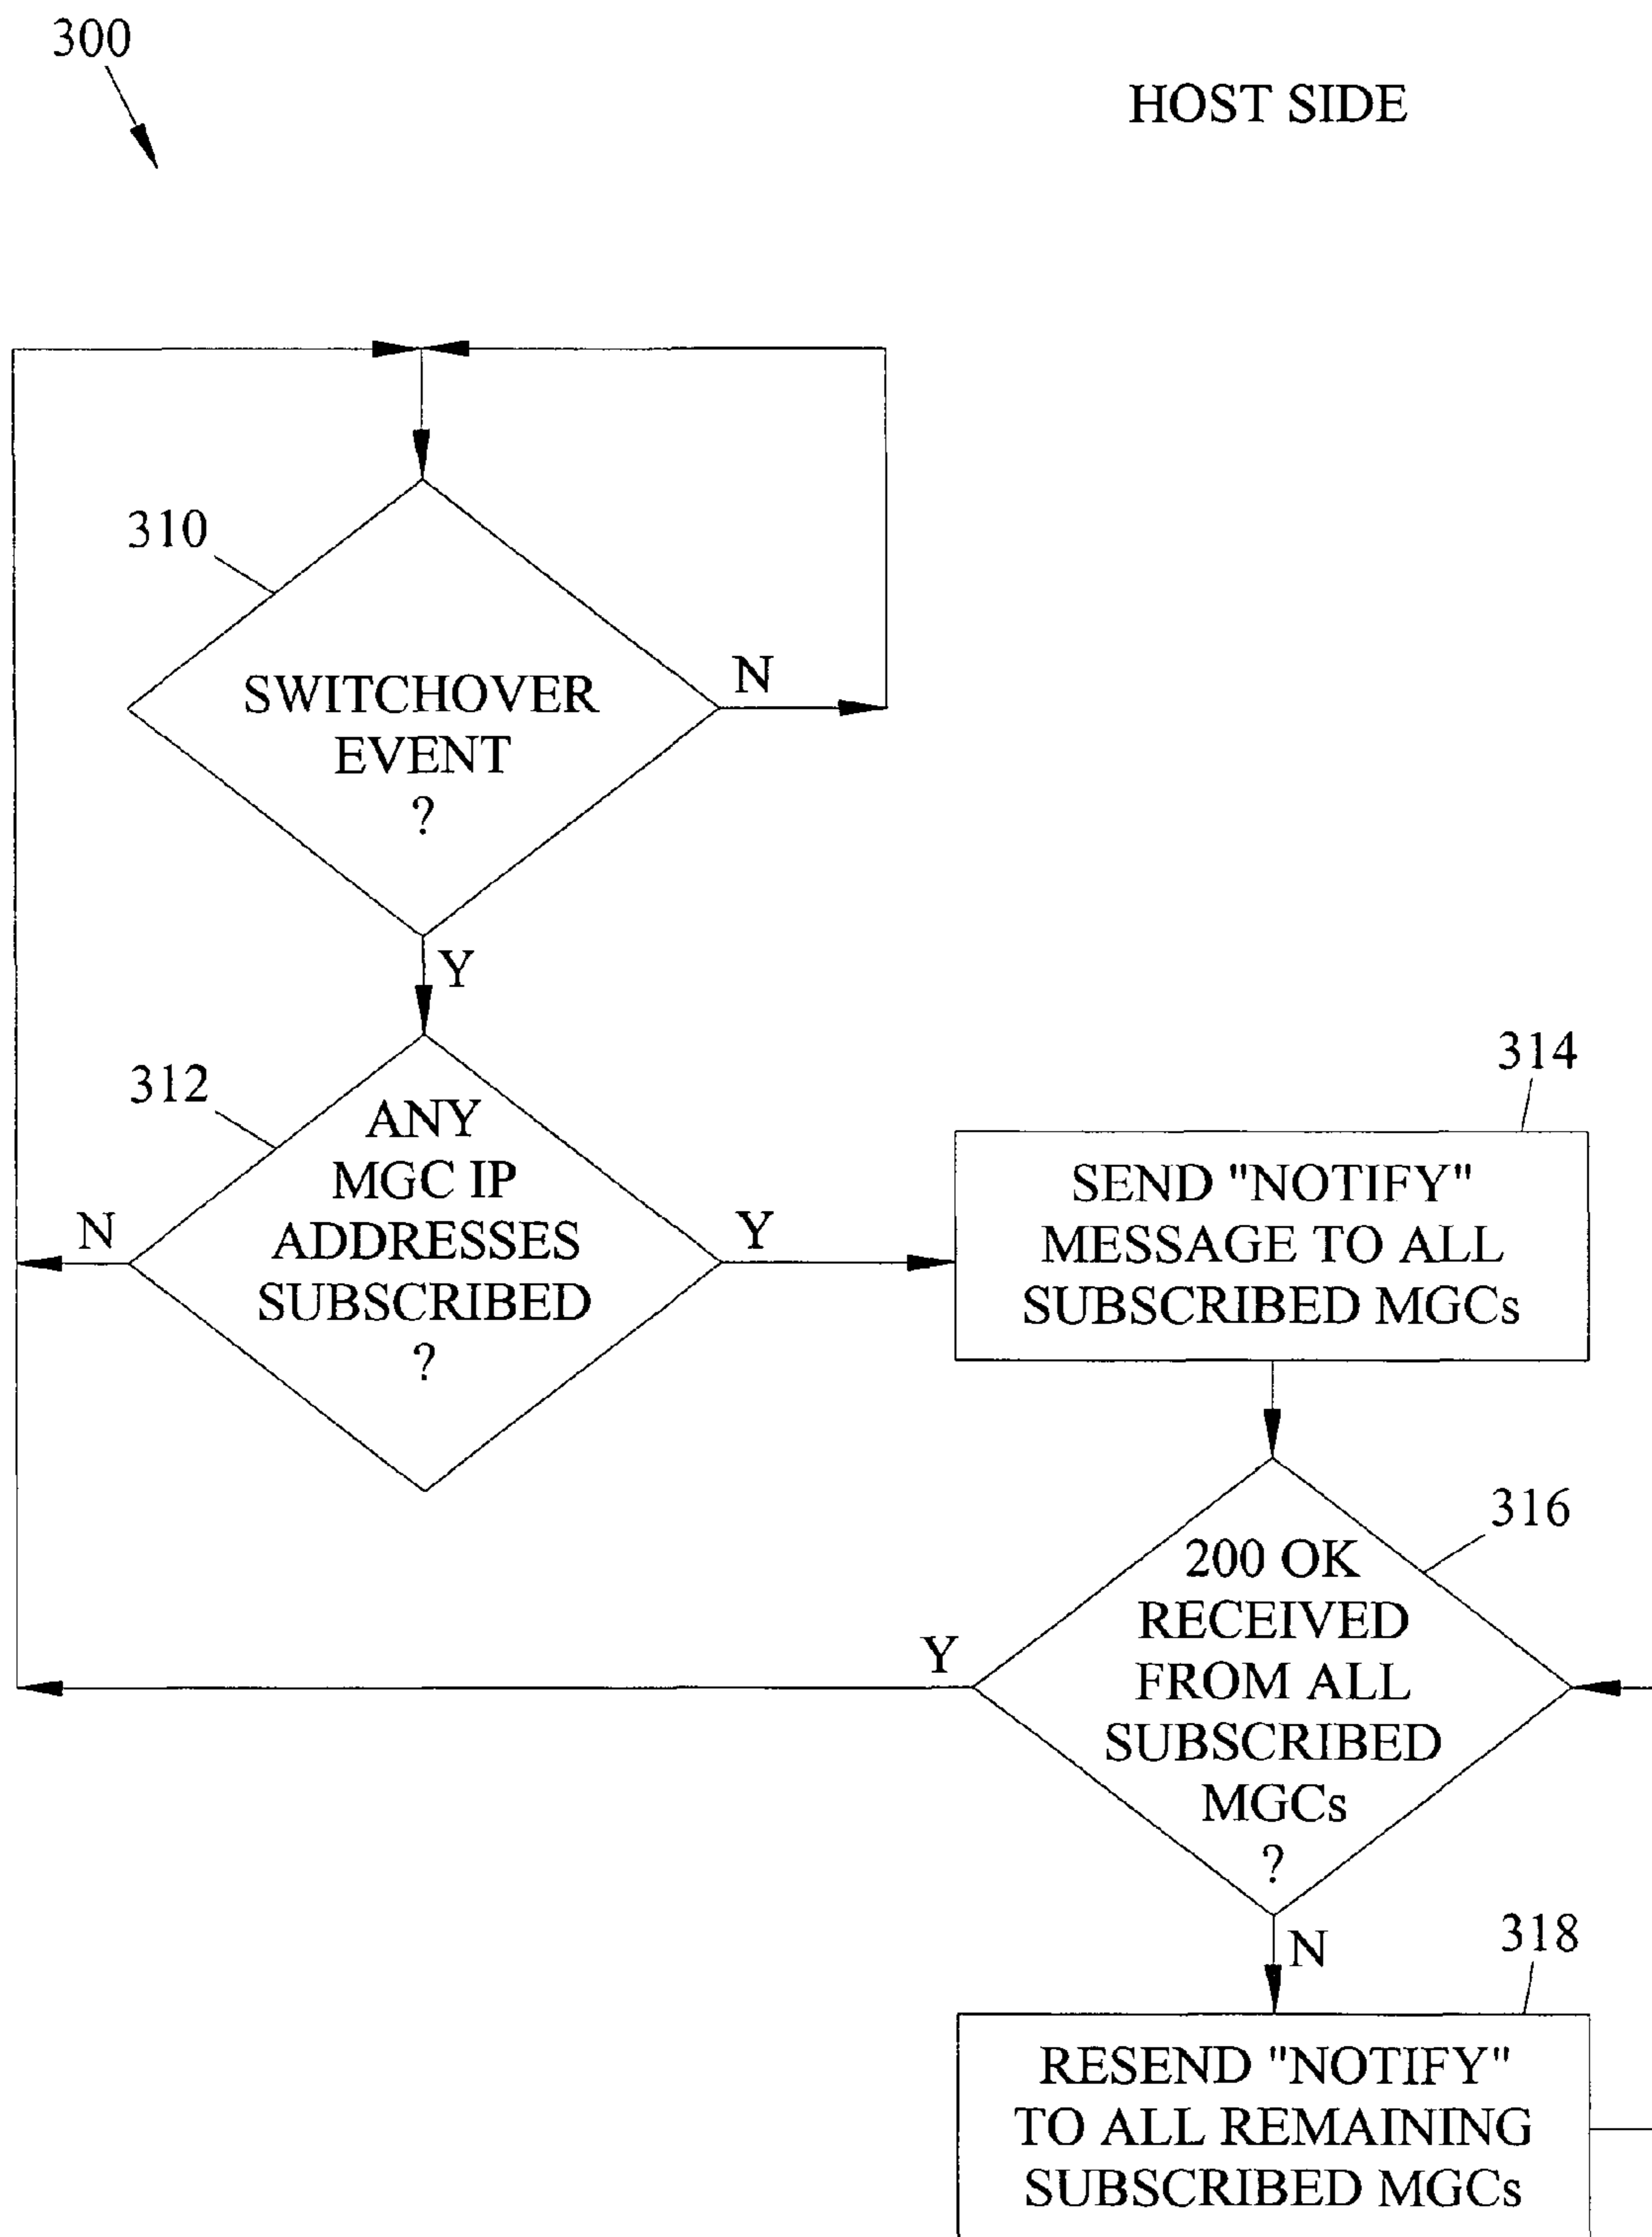 300
HOST SIDE
310
SWITCHOVER
EVENT
?
N
Y
312
ANY
MGC IP
ADDRESSES
SUBSCRIBED
?
N
Y
314
SEND "NOTIFY"
MESSAGE TO ALL
SUBSCRIBED MGCs
316
200 OK
RECEIVED
FROM ALL
SUBSCRIBED
MGCs
?
Y
N
318
RESEND "NOTIFY"
TO ALL REMAINING
SUBSCRIBED MGCs